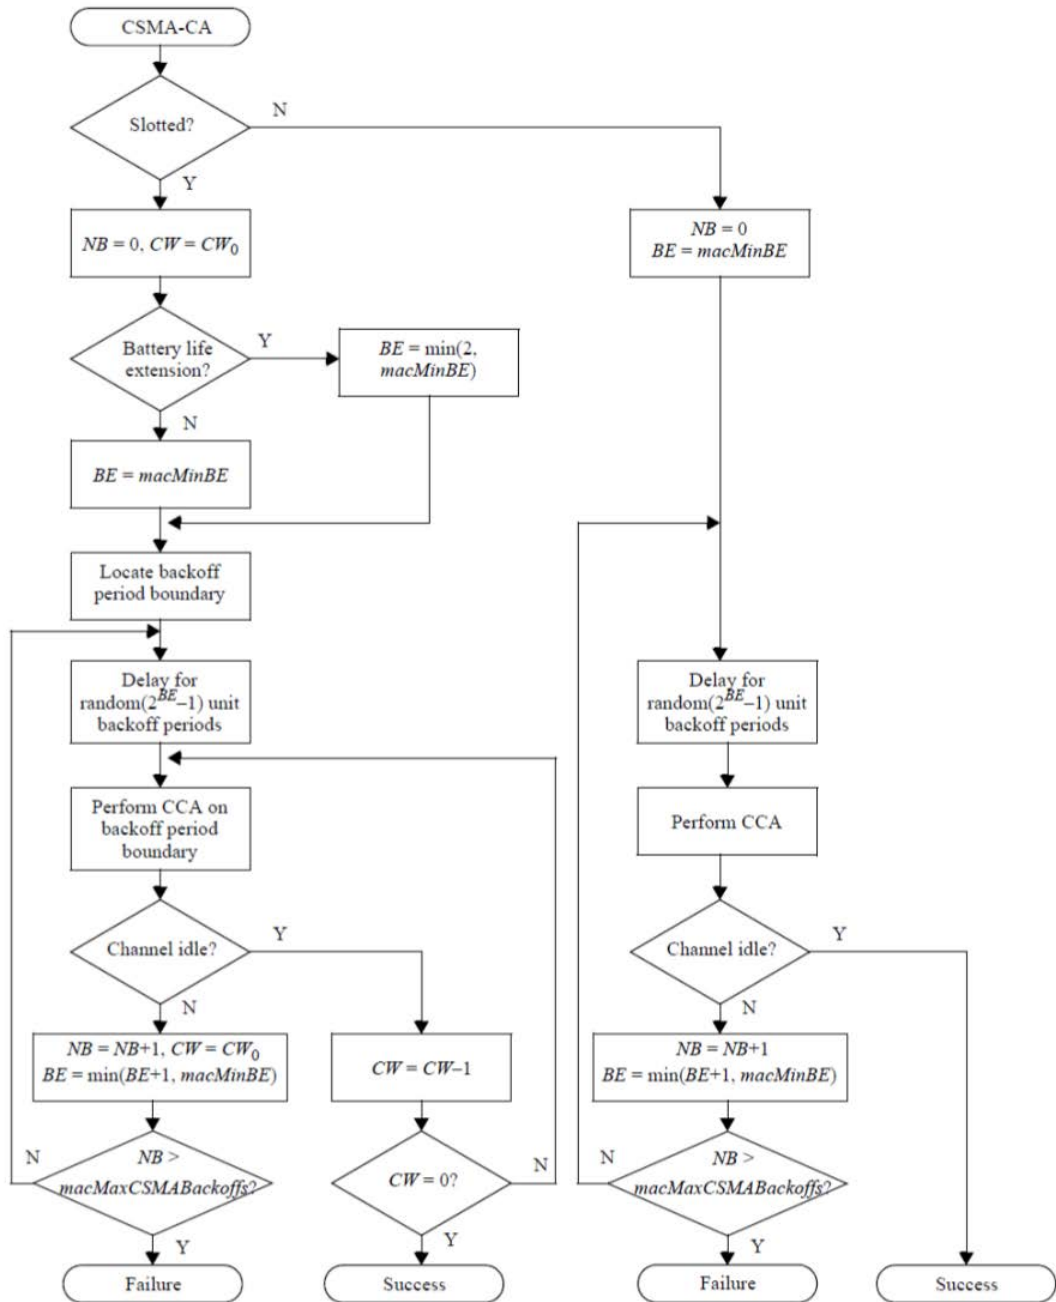 CSMA-CA
Slotted?
N
Y
NB = 0, CW = CW₀
NB = 0
BE = macMinBE
Battery life
extension?
Y
BE = min(2,
macMinBE)
N
BE = macMinBE
Locate backoff
period boundary
Delay for
random(2^BE–1) unit
backoff periods
Delay for
random(2^BE–1) unit
backoff periods
Perform CCA on
backoff period
boundary
Perform CCA
Channel idle?
Y
N
Channel idle?
Y
N
NB = NB+1, CW = CW₀
BE = min(BE+1, macMinBE)
CW = CW–1
NB = NB+1
BE = min(BE+1, macMinBE)
N
NB >
macMaxCSMABackoffs?
Y
CW = 0?
N
Y
N
NB >
macMaxCSMABackoffs?
Y
Failure
Success
Failure
Success